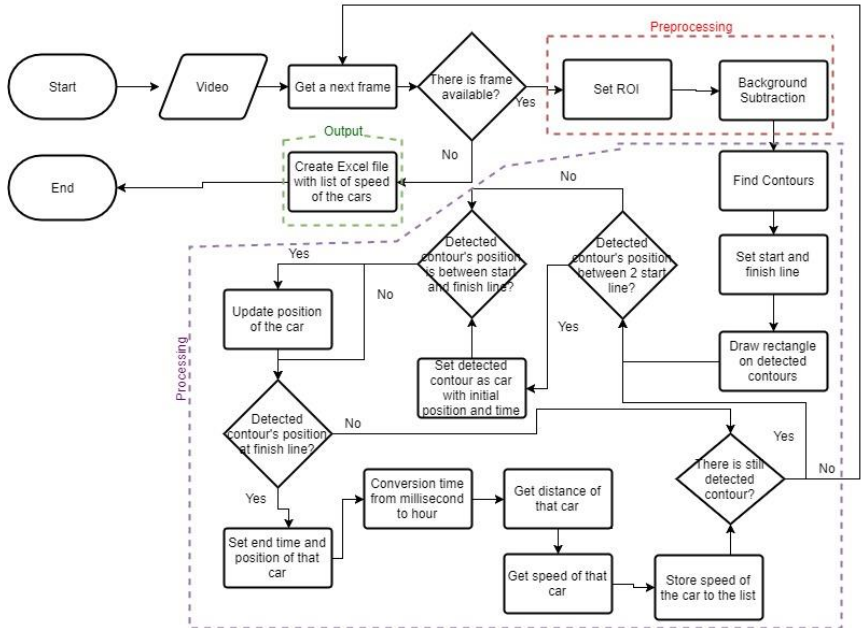 Preprocessing
Start
Video
Get a next frame
There is frame
available?
Yes
Set ROI
Background
Subtraction
No
Output
Create Excel file
with list of speed
of the cars
End
Find Contours
Set start and
finish line
Draw rectangle
on detected
contours
No
Detected
contour's position
between 2 start
line?
Yes
Set detected
contour as car
with initial
position and time
Detected
contour's position
is between start
and finish line?
Yes
No
Update position
of the car
Processing
Detected
contour's position
at finish line?
No
Yes
Set end time and
position of that
car
Conversion time
from millisecond
to hour
Get distance of
that car
Get speed of that
car
Store speed of
the car to the list
There is still
detected
contour?
Yes
No